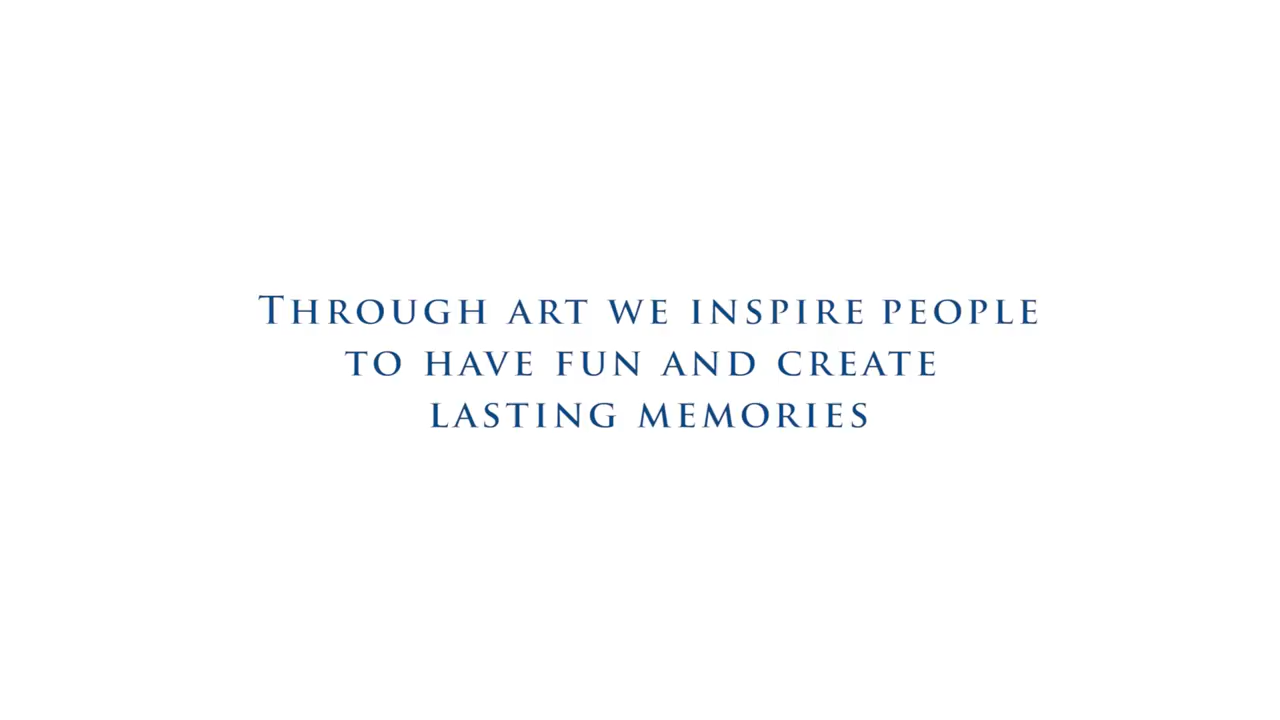 THROUGH ART WE INSPIRE PEOPLE
TO HAVE FUN AND CREATE
LASTING MEMORIES